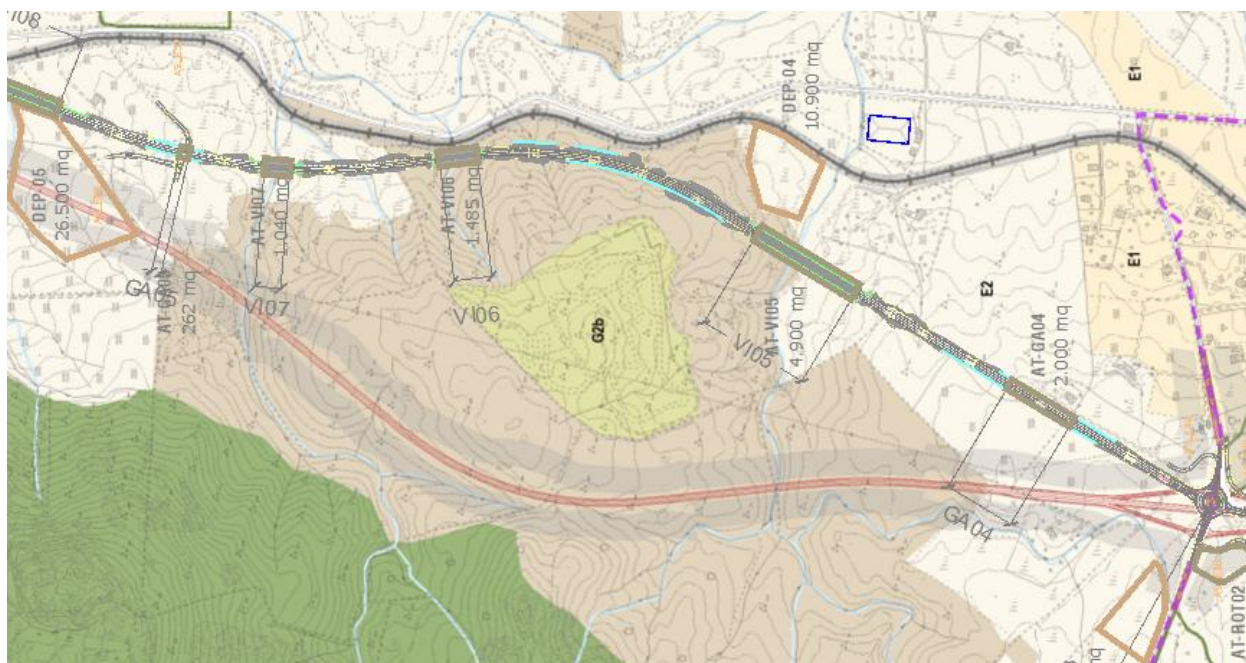 VI08
DEP-05
26.500 mq
AT-VI07
1.040 mq
262 mq
VI07
AT-VI06
1.485 mq
VI06
G2b
DEP-04
10.900 mq
AT-VI05
4.900 mq
VI05
E2
E1
E1
AT-GA04
2.000 mq
GA04
AT-ROT02
mq